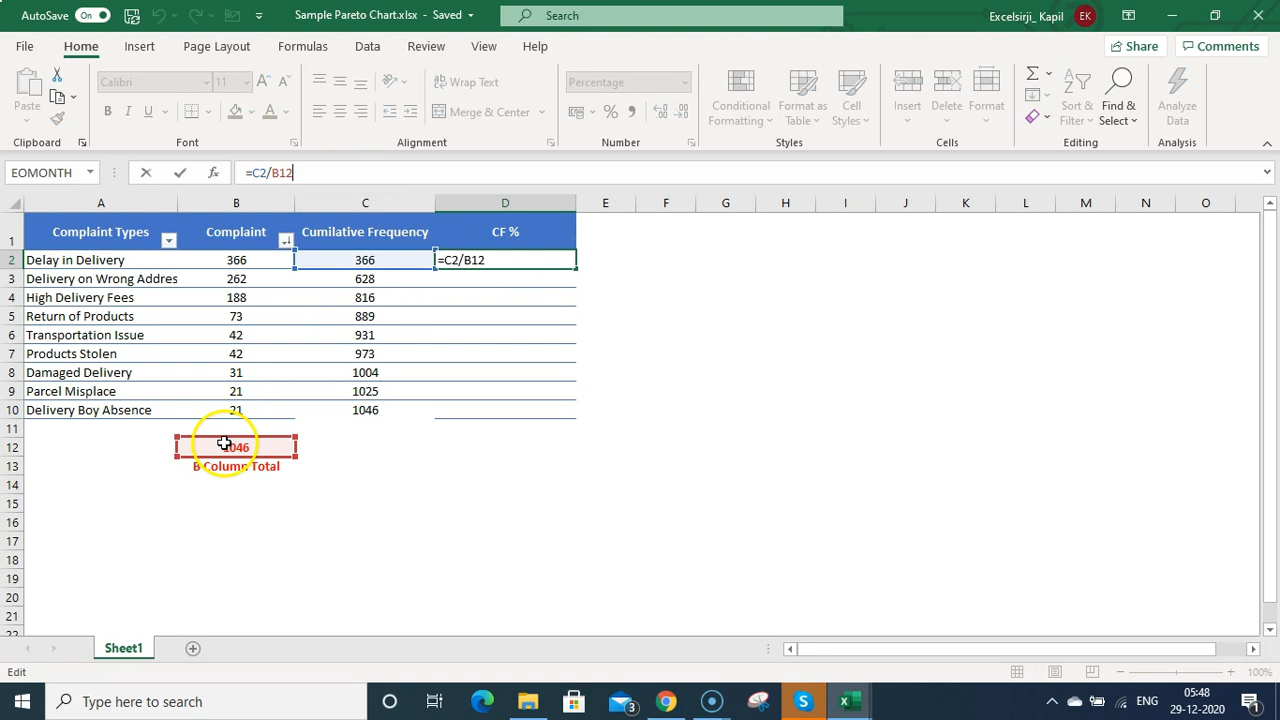 AutoSave On Sample Pareto Chart.xlsx - Saved Search Excelsirji_ Kapil EK
File Home Insert Page Layout Formulas Data Review View Help Share Comments
Calibri 11 Wrap Text Percentage
Paste B I U Merge & Center Conditional Formatting Format as Table Cell Styles Insert Delete Format Sort & Filter Find & Select Analyze Data
Clipboard Font Alignment Number Styles Cells Editing Analysis
EOMONTH fx =C2/B12
A B C D E F G H I J K L M N O
1 Complaint Types Complaint Cumilative Frequency CF %
2 Delay in Delivery 366 366 =C2/B12
3 Delivery on Wrong Addres 262 628
4 High Delivery Fees 188 816
5 Return of Products 73 889
6 Transportation Issue 42 931
7 Products Stolen 42 973
8 Damaged Delivery 31 1004
9 Parcel Misplace 21 1025
10 Delivery Boy Absence 21 1046
11
12 1046
13 B Column Total
14
15
16
17
18
19
20
21
22
Sheet1
Edit 100%
Type here to search 3 S ENG 05:48
29-12-2020 1